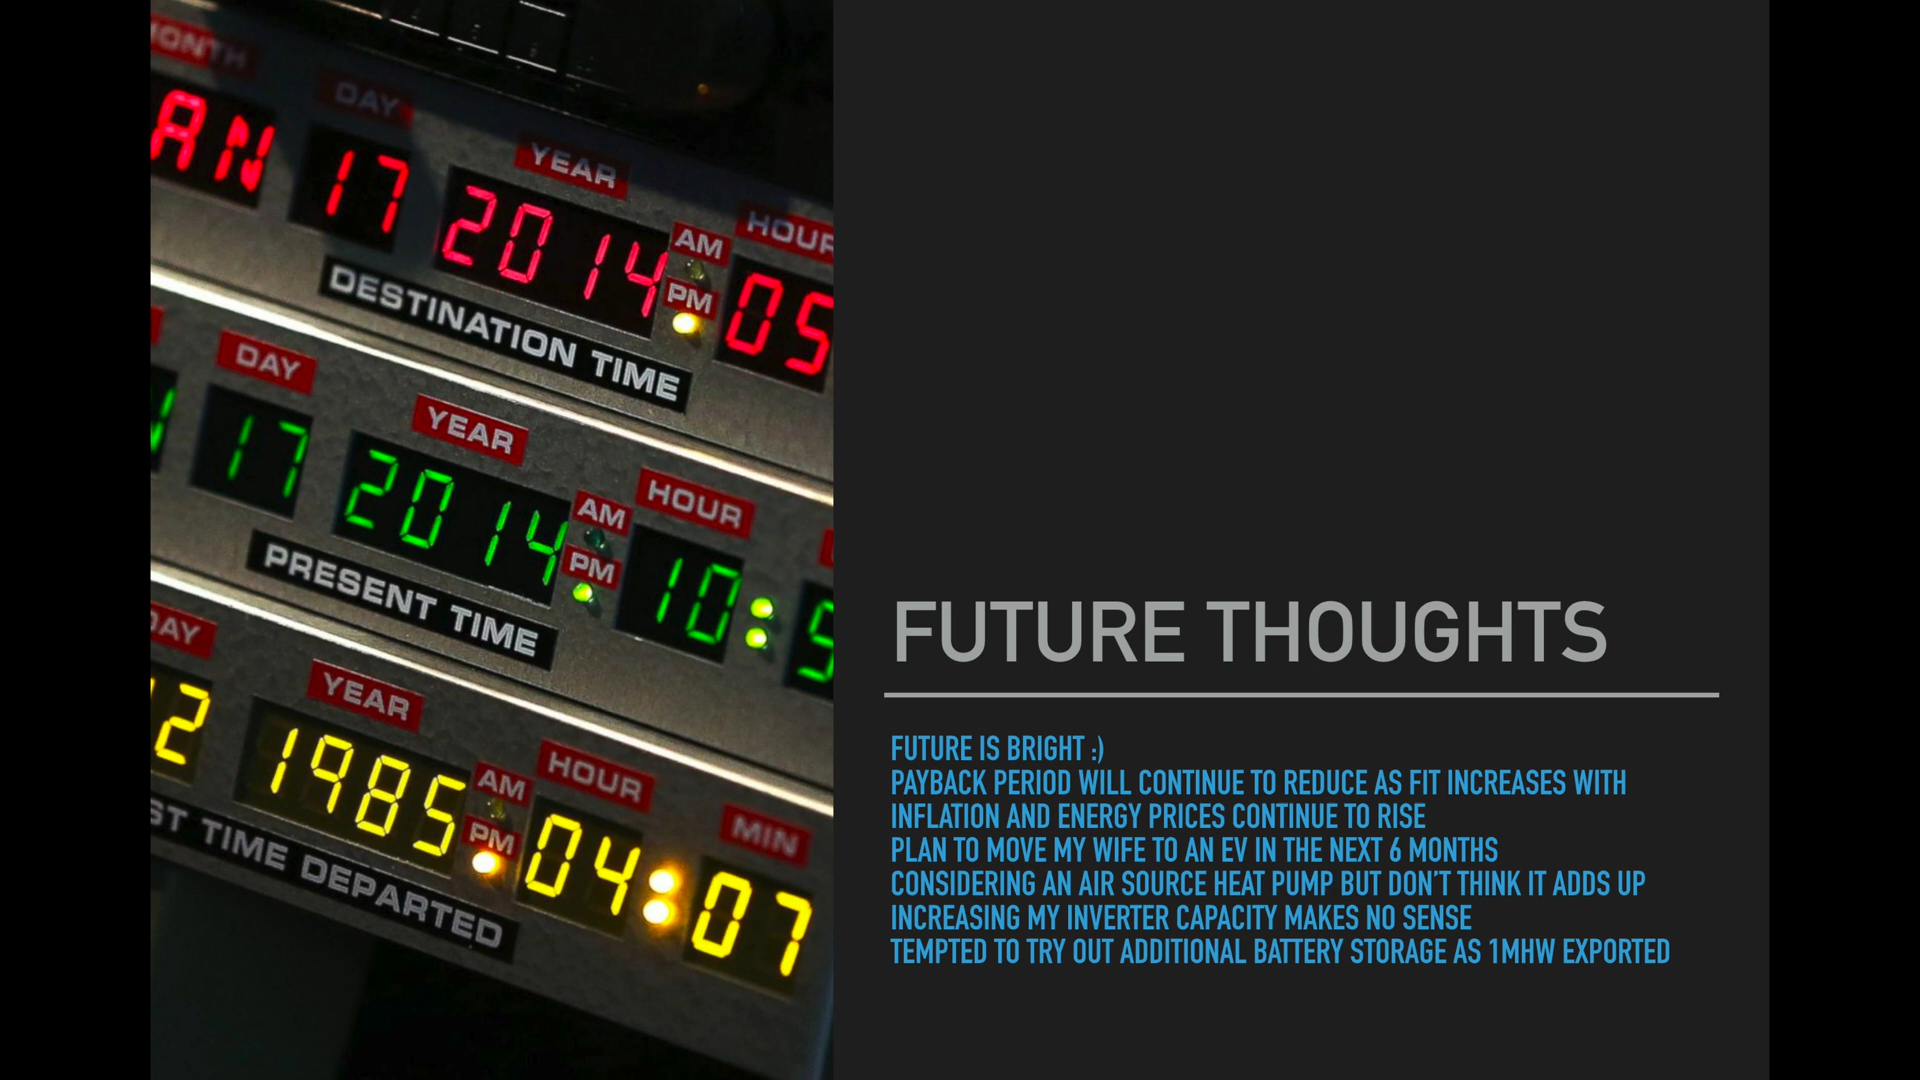 MONTH
DAY
YEAR
AM
HOUR
AN 17 2014 PM 05
DESTINATION TIME
DAY
YEAR
AM
HOUR
17 2014 PM 10:5
PRESENT TIME
DAY
YEAR
AM
HOUR
MIN
2 1985 PM 04:07
ST TIME DEPARTED
FUTURE THOUGHTS
FUTURE IS BRIGHT :)
PAYBACK PERIOD WILL CONTINUE TO REDUCE AS FIT INCREASES WITH
INFLATION AND ENERGY PRICES CONTINUE TO RISE
PLAN TO MOVE MY WIFE TO AN EV IN THE NEXT 6 MONTHS
CONSIDERING AN AIR SOURCE HEAT PUMP BUT DON'T THINK IT ADDS UP
INCREASING MY INVERTER CAPACITY MAKES NO SENSE
TEMPTED TO TRY OUT ADDITIONAL BATTERY STORAGE AS 1MHW EXPORTED